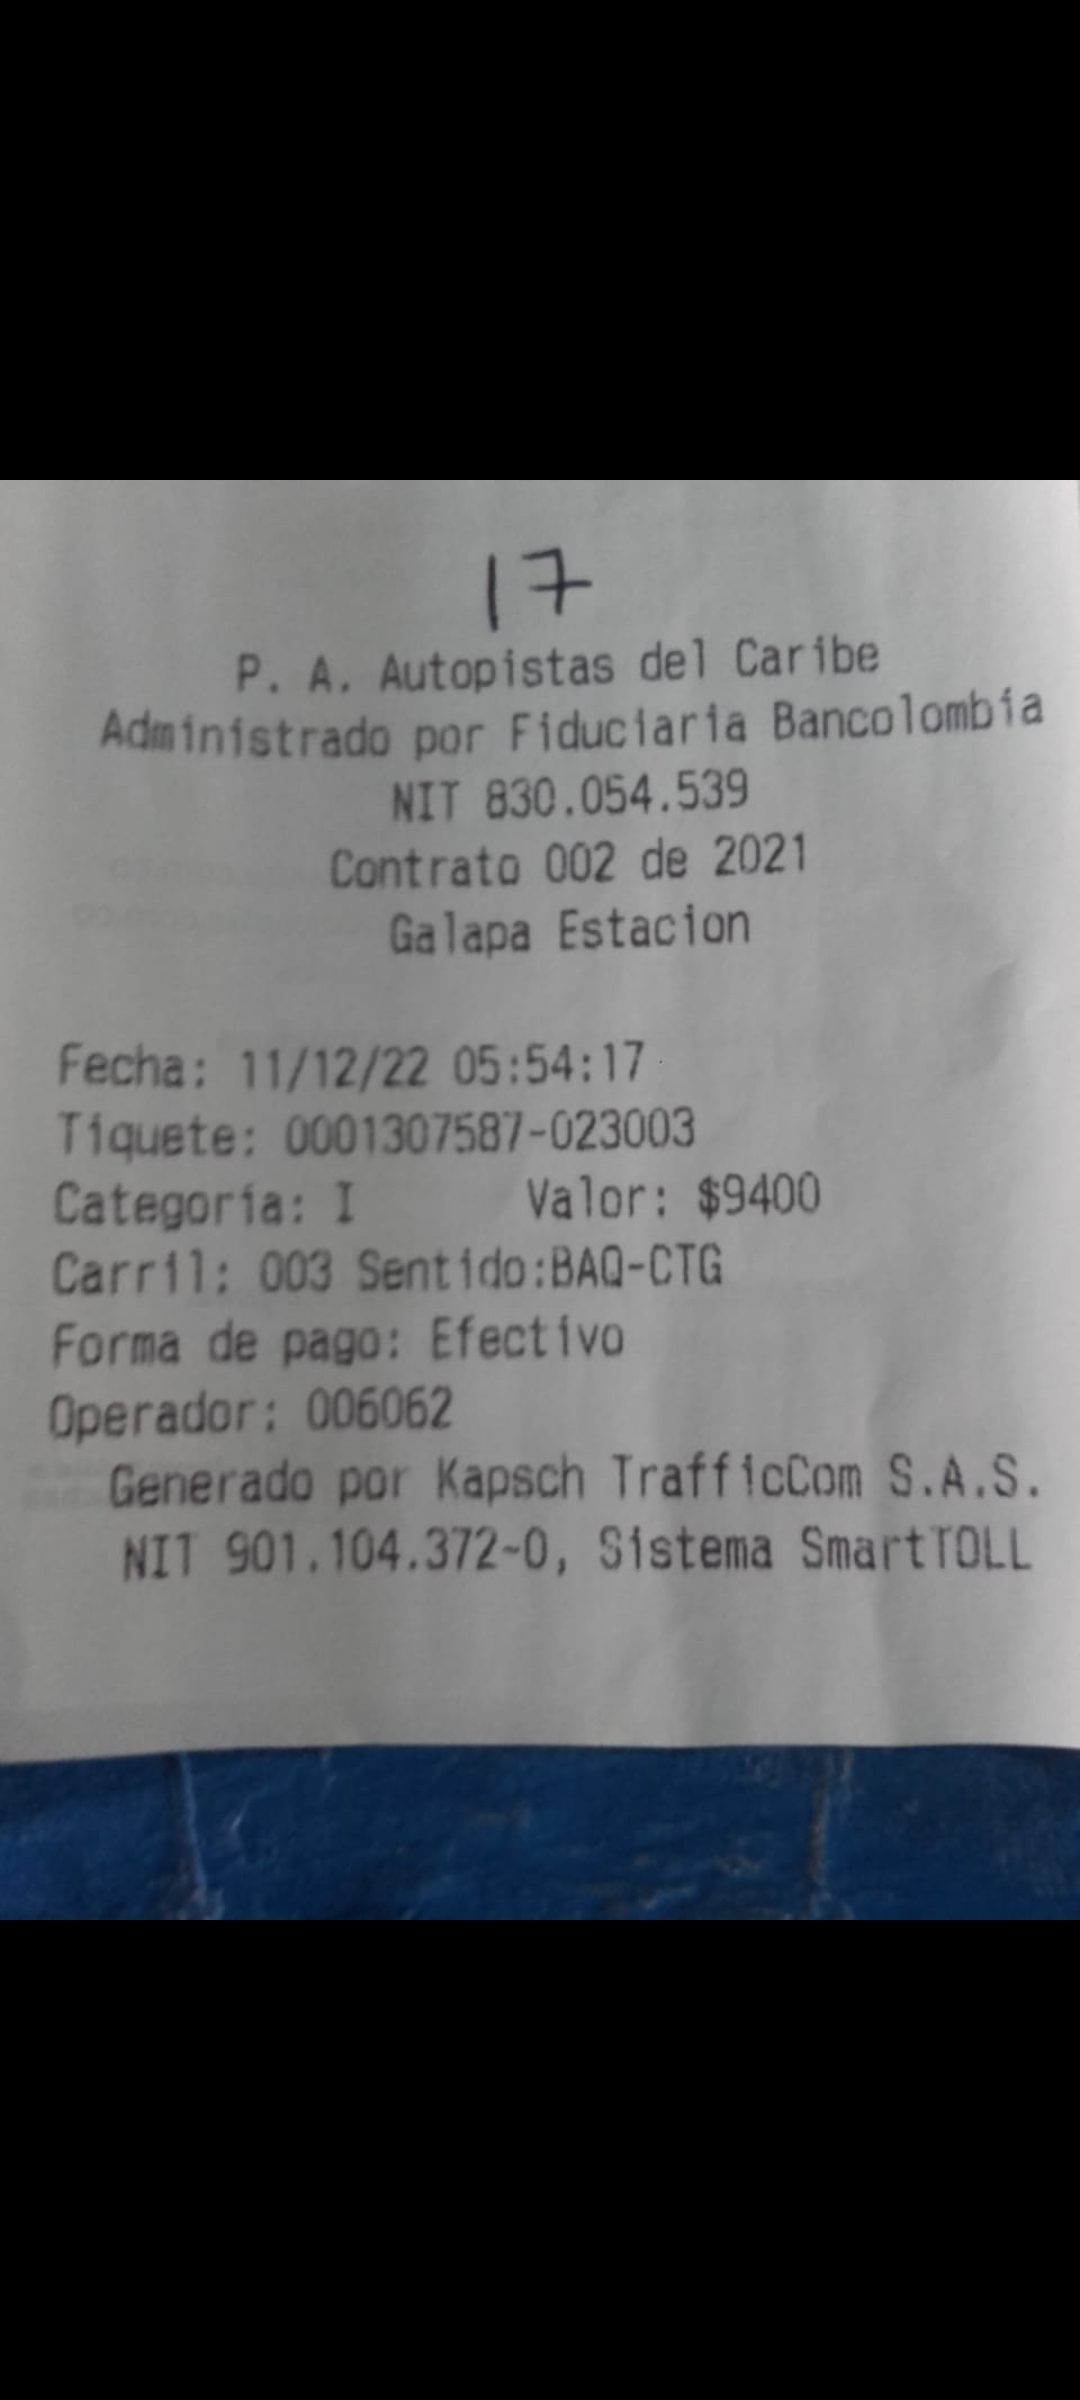 17
P. A. Autopistas del Caribe
Administrado por Fiduciaria Bancolombia
NIT 830.054.539
Contrato 002 de 2021
Galapa Estacion
Fecha: 11/12/22 05:54:17
Tiquete: 0001307587-023003
Categoría: I Valor: $9400
Carril: 003 Sentido:BAQ-CTG
Forma de pago: Efectivo
Operador: 006062
Generado por Kapsch TrafficCom S.A.S.
NIT 901.104.372-0, Sistema SmartTOLL